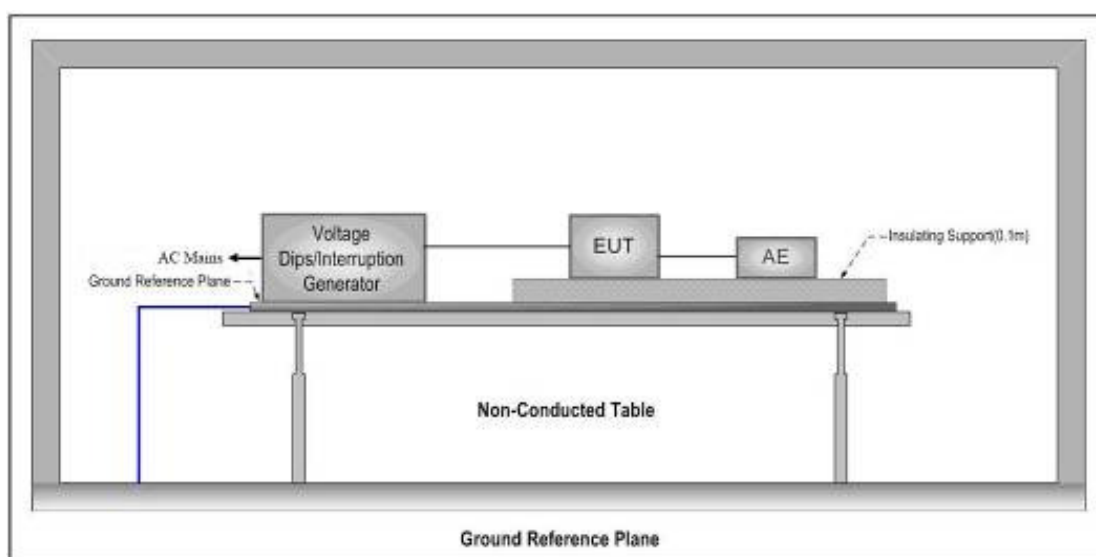 Voltage
Dips/Interruption
Generator
EUT
AE
Insulating Support(0.1m)
AC Mains
Ground Reference Plane
Non-Conducted Table
Ground Reference Plane